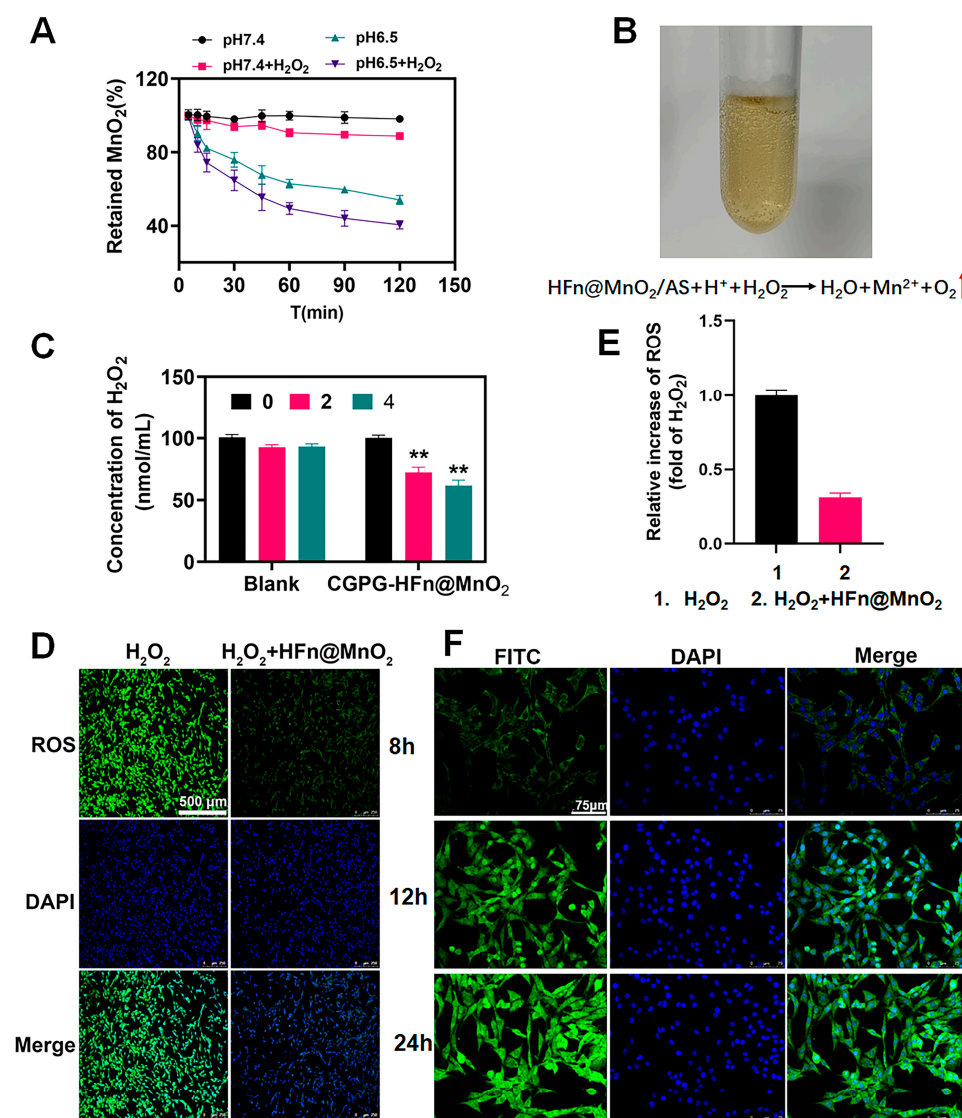 A
pH7.4
pH6.5
pH7.4+H₂O₂
pH6.5+H₂O₂
Retained MnO₂(%)
120
80
40
0 30 60 90 120 150
T(min)
B
HFn@MnO₂/AS+H⁺+H₂O₂→H₂O+Mn²⁺+O₂↑
C
Concentration of H₂O₂
(nmol/mL)
150
100
50
0
0 2 4
** **
Blank CGPG-HFn@MnO₂
E
Relative increase of ROS
(fold of H₂O₂)
1.5
1.0
0.5
0.0
1 2
1. H₂O₂ 2. H₂O₂+HFn@MnO₂
D
H₂O₂ H₂O₂+HFn@MnO₂
ROS
500 µm
DAPI
Merge
F
FITC DAPI Merge
8h
75µm
12h
24h